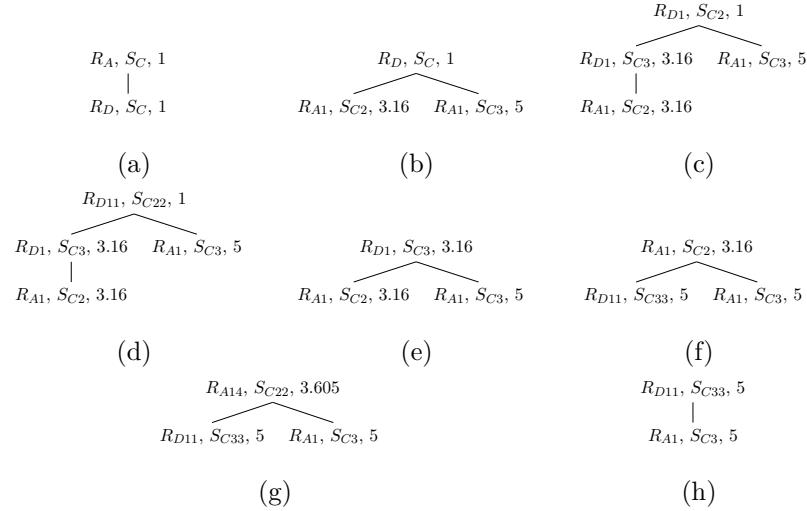 R_{D1}, S_{C2}, 1
R_A, S_C, 1
R_D, S_C, 1
R_{D1}, S_{C3}, 3.16 R_{A1}, S_{C3}, 5
R_D, S_C, 1
R_{A1}, S_{C2}, 3.16 R_{A1}, S_{C3}, 5
R_{A1}, S_{C2}, 3.16
(a)
(b)
(c)
R_{D11}, S_{C22}, 1
R_{D1}, S_{C3}, 3.16 R_{A1}, S_{C3}, 5
R_{A1}, S_{C2}, 3.16
R_{D1}, S_{C3}, 3.16
R_{A1}, S_{C2}, 3.16 R_{A1}, S_{C3}, 5
R_{A1}, S_{C2}, 3.16
R_{D11}, S_{C33}, 5 R_{A1}, S_{C3}, 5
(d)
(e)
(f)
R_{A14}, S_{C22}, 3.605
R_{D11}, S_{C33}, 5 R_{A1}, S_{C3}, 5
R_{D11}, S_{C33}, 5
R_{A1}, S_{C3}, 5
(g)
(h)